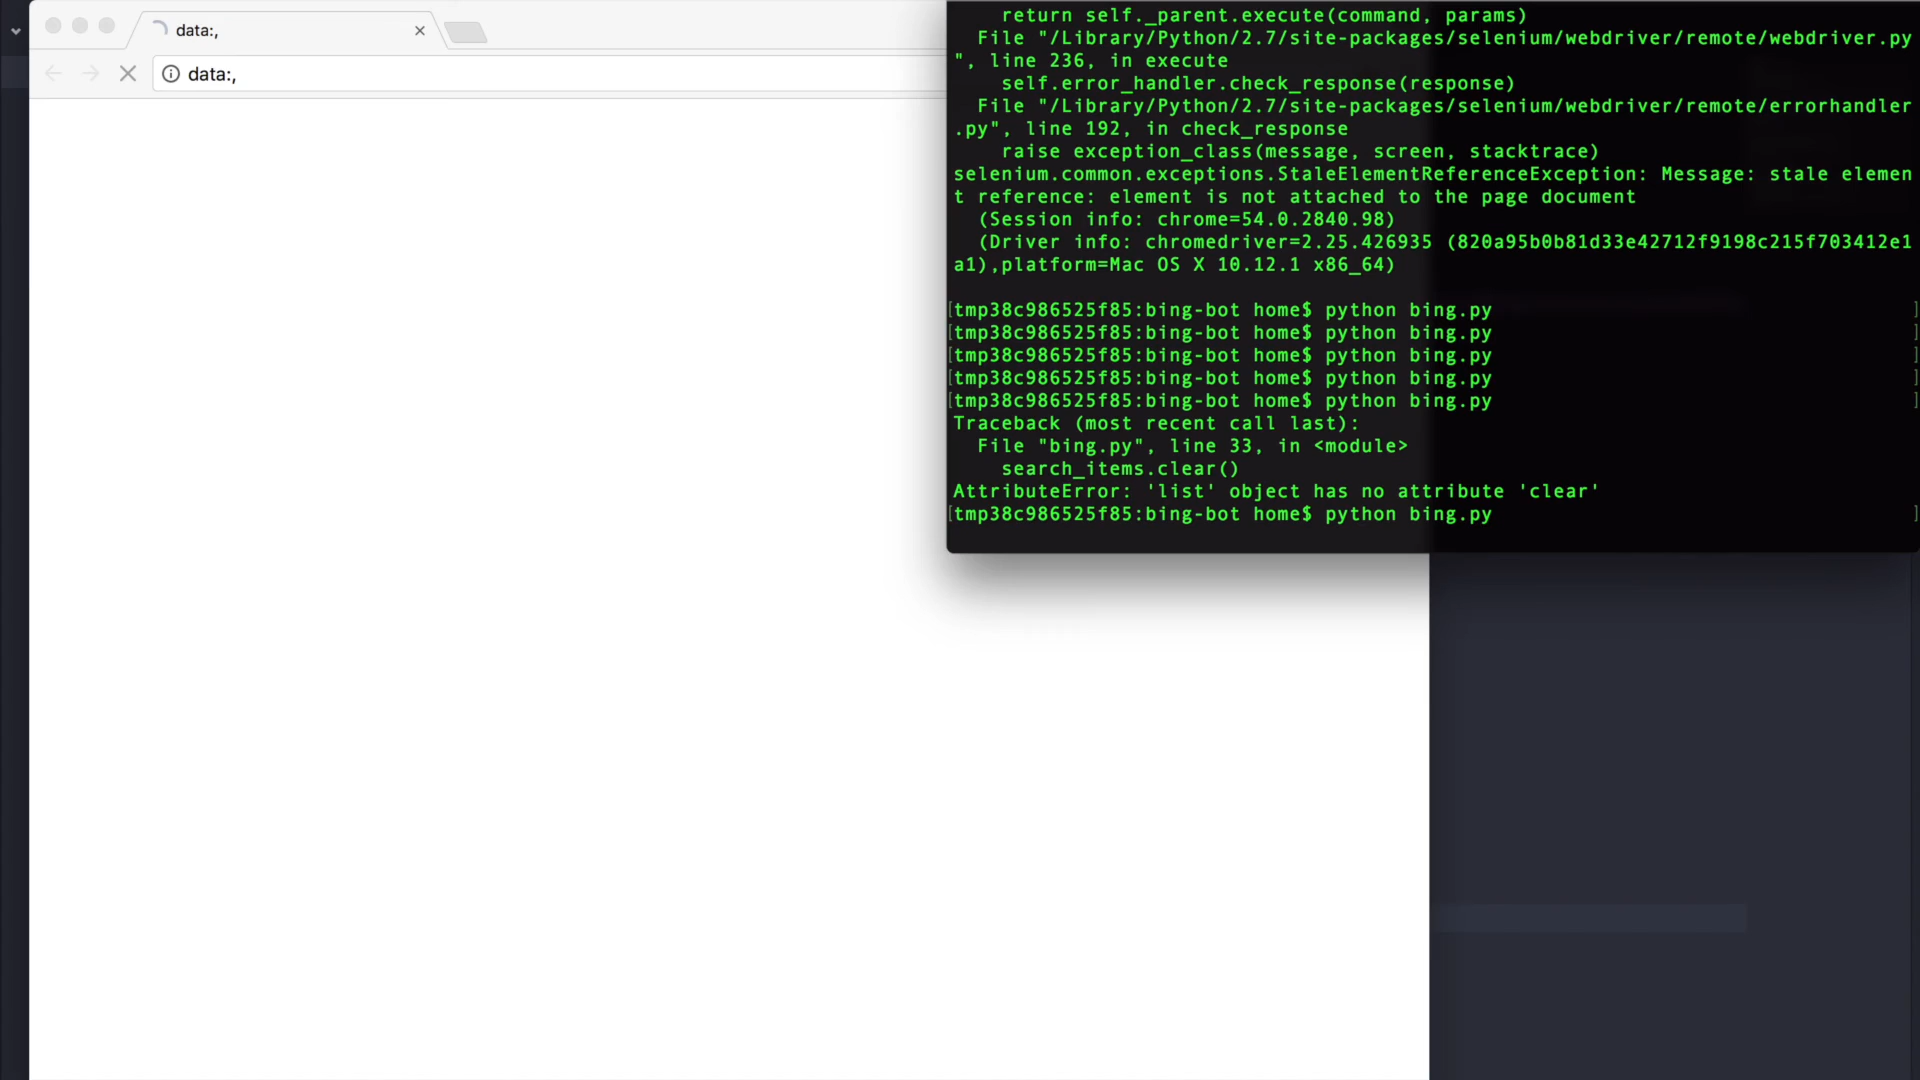 data:,
data:,
return self._parent.execute(command, params)
File "/Library/Python/2.7/site-packages/selenium/webdriver/remote/webdriver.py
", line 236, in execute
self.error_handler.check_response(response)
File "/Library/Python/2.7/site-packages/selenium/webdriver/remote/errorhandler
.py", line 192, in check_response
raise exception_class(message, screen, stacktrace)
selenium.common.exceptions.StaleElementReferenceException: Message: stale elemen
t reference: element is not attached to the page document
(Session info: chrome=54.0.2840.98)
(Driver info: chromedriver=2.25.426935 (820a95b0b81d33e42712f9198c215f703412e1
a1),platform=Mac OS X 10.12.1 x86_64)
[tmp38c986525f85:bing-bot home$ python bing.py ]
[tmp38c986525f85:bing-bot home$ python bing.py ]
[tmp38c986525f85:bing-bot home$ python bing.py ]
[tmp38c986525f85:bing-bot home$ python bing.py ]
[tmp38c986525f85:bing-bot home$ python bing.py ]
Traceback (most recent call last):
File "bing.py", line 33, in <module>
search_items.clear()
AttributeError: 'list' object has no attribute 'clear'
[tmp38c986525f85:bing-bot home$ python bing.py ]